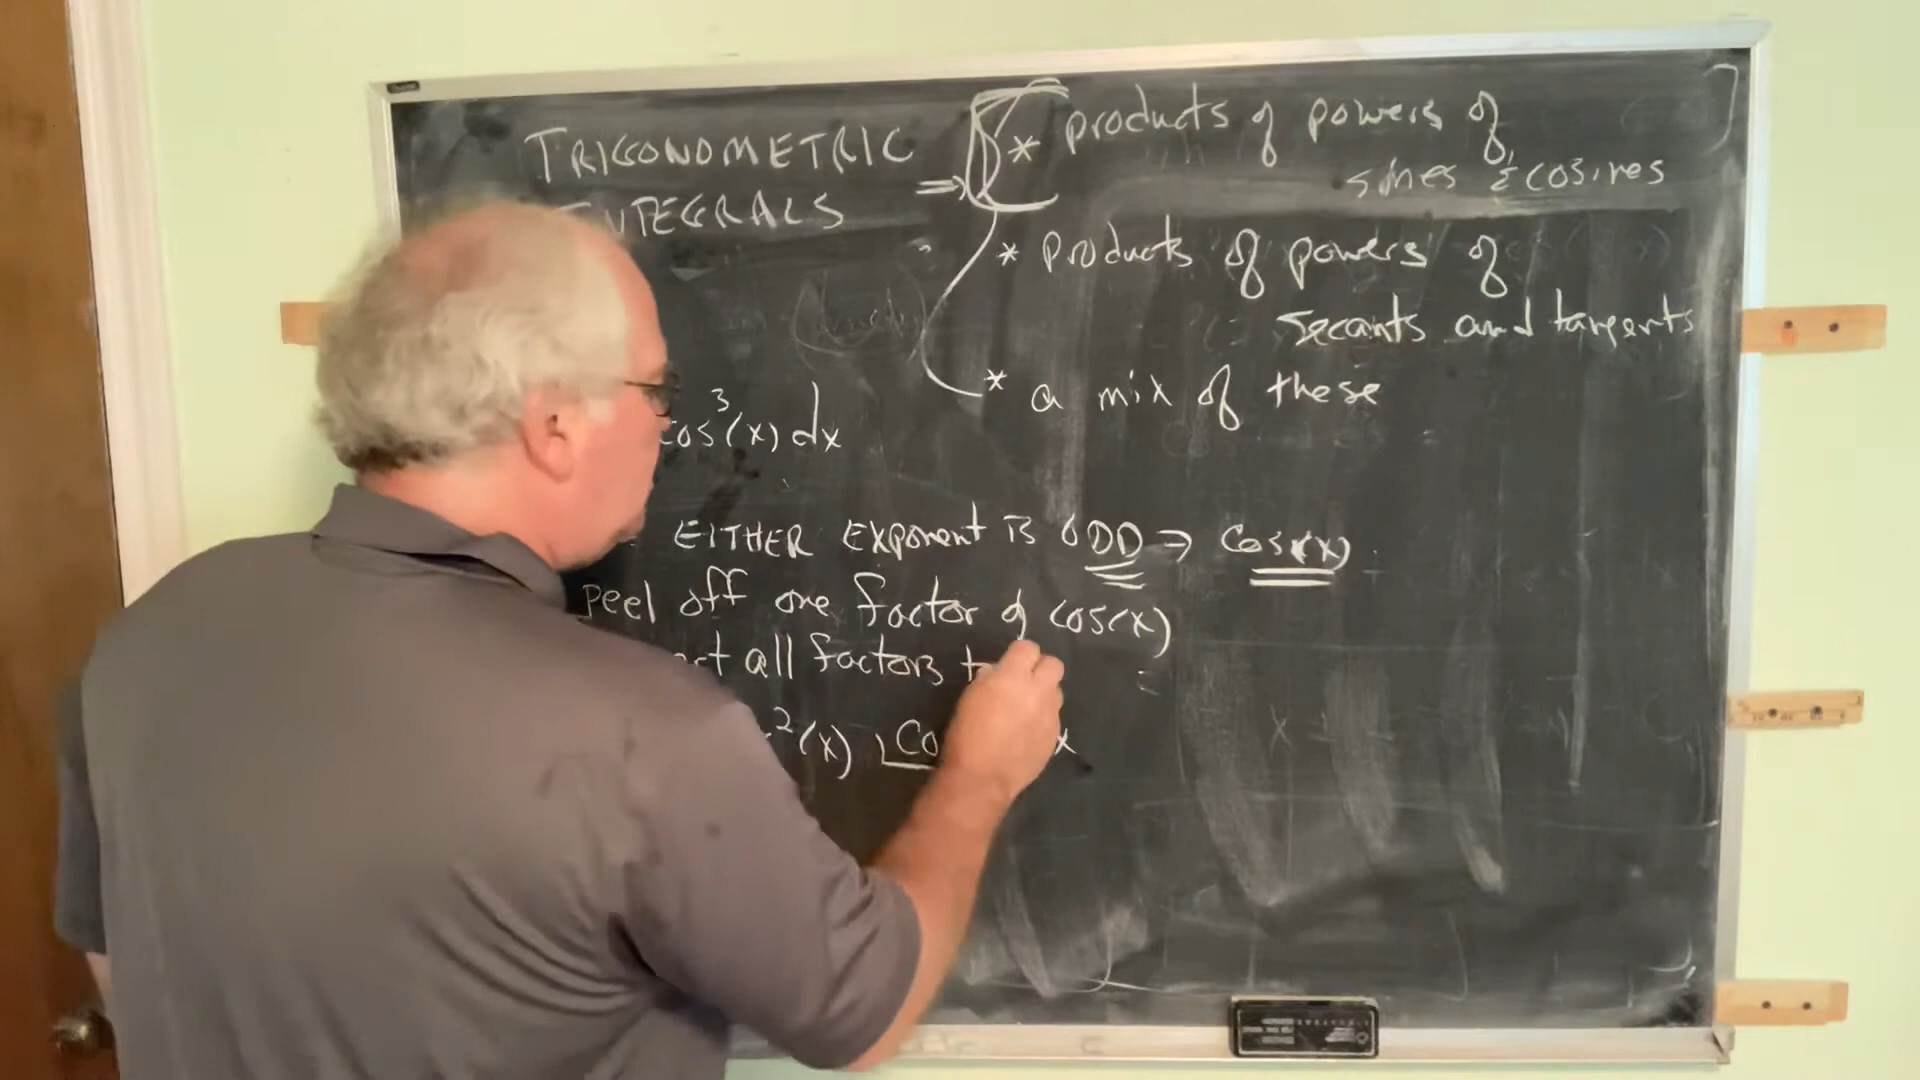 TRIGONOMETRIC
INTEGRALS
* products of powers of
sines & cosines
* products of powers of
secants and tangents
* a mix of these
cos³(x) dx
EITHER EXPONENT IS ODD → cos(x)
peel off one factor of cos(x)
all factors
²(x) dx